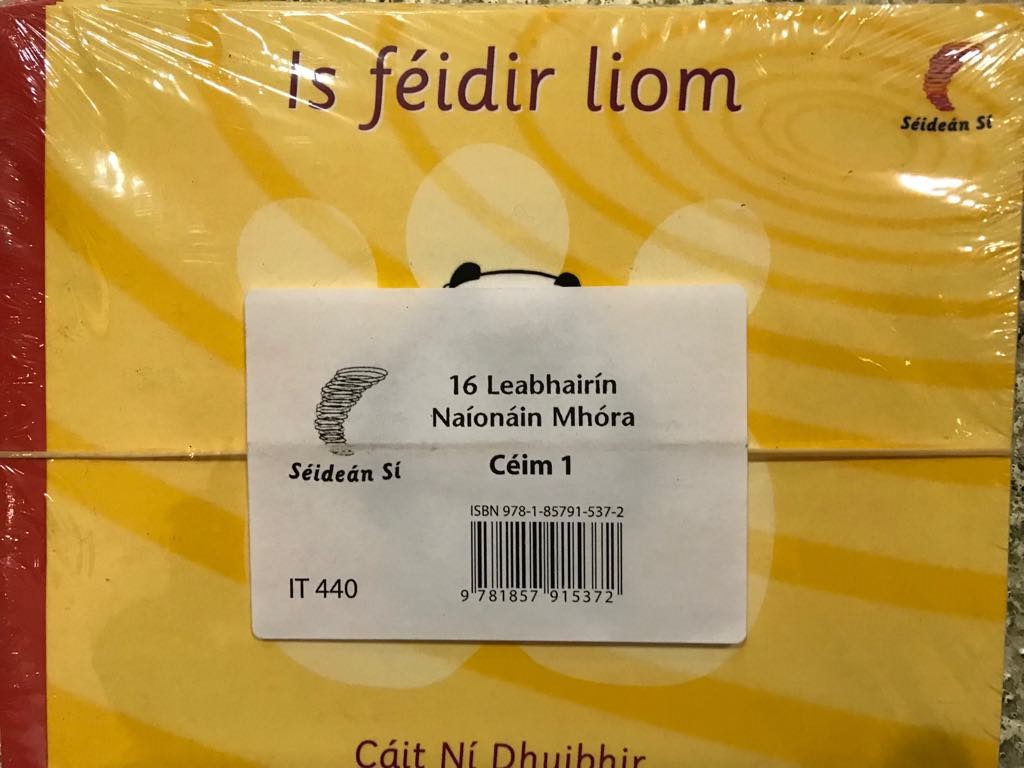 Is féidir liom
Séideán Sí
16 Leabhairín
Naíonáin Mhóra
Séideán Sí
Céim 1
ISBN 978-1-85791-537-2
IT 440
9 781857 915372
Cáit Ní Dhuibhir